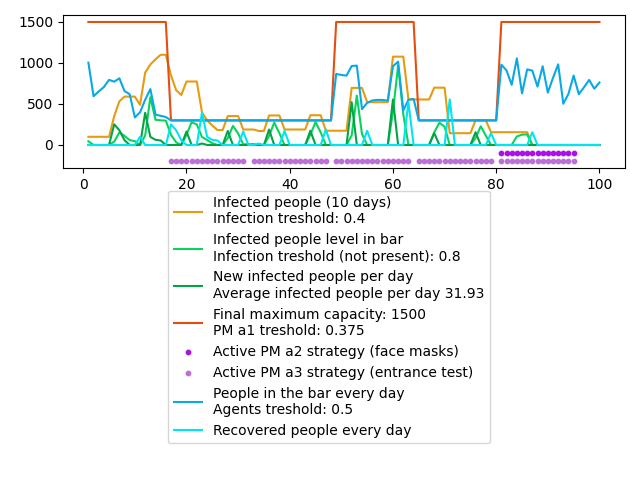 1500
1000
500
0
0
20
40
60
80
100
Infected people (10 days)
Infection treshold: 0.4
Infected people level in bar
Infection treshold (not present): 0.8
New infected people per day
Average infected people per day 31.93
Final maximum capacity: 1500
PM a1 treshold: 0.375
Active PM a2 strategy (face masks)
Active PM a3 strategy (entrance test)
People in the bar every day
Agents treshold: 0.5
Recovered people every day